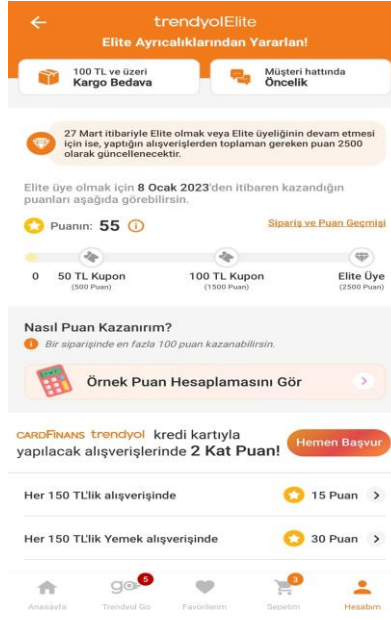 trendyolElite
Elite Ayrıcalıklarından Yararlan!
100 TL ve üzeri
Kargo Bedava
Müşteri hattında
Öncelik
27 Mart itibariyle Elite olmak veya Elite üyeliğinin devam etmesi
için ise, yaptığın alışverişlerden toplaman gereken puan 2500
olarak güncellenecektir.
Elite üye olmak için 8 Ocak 2023'den itibaren kazandığın
puanları aşağıda görebilirsin.
Puanın: 55
Sipariş ve Puan Geçmişi
0
50 TL Kupon
(500 Puan)
100 TL Kupon
(1500 Puan)
Elite Üye
(2500 Puan)
Nasıl Puan Kazanırım?
Bir siparişinde en fazla 100 puan kazanabilirsin.
Örnek Puan Hesaplamasını Gör
CARDFİNANS trendyol kredi kartıyla
yapılacak alışverişlerinde 2 Kat Puan!
Hemen Başvur
Her 150 TL'lik alışverişinde 15 Puan
Her 150 TL'lik Yemek alışverişinde 30 Puan
go 5
3
Anasayfa Trendyol Go Favorilerim Sepetim Hesabım